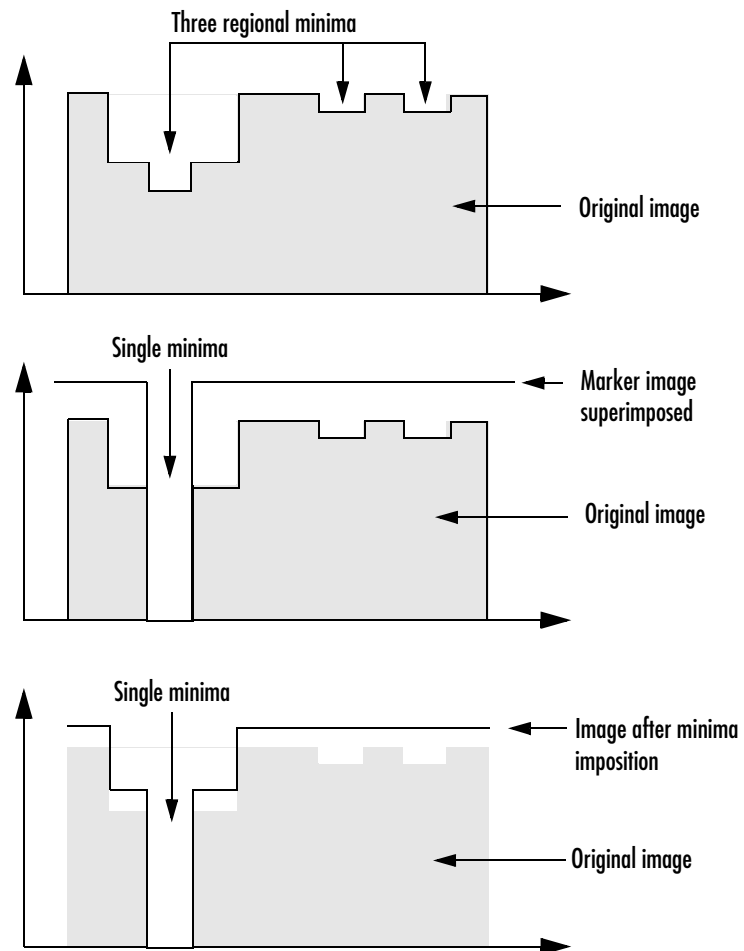 Three regional minima
Original image
Single minima
Marker image
superimposed
Original image
Single minima
Image after minima
imposition
Original image